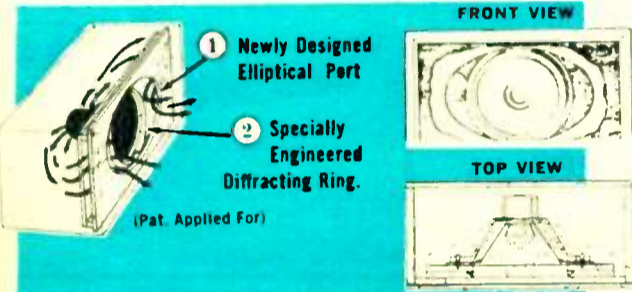 FRONT VIEW
1 Newly Designed
Elliptical Port
2 Specially
Engineered
Diffracting Ring.
(Pat. Applied For)
TOP VIEW